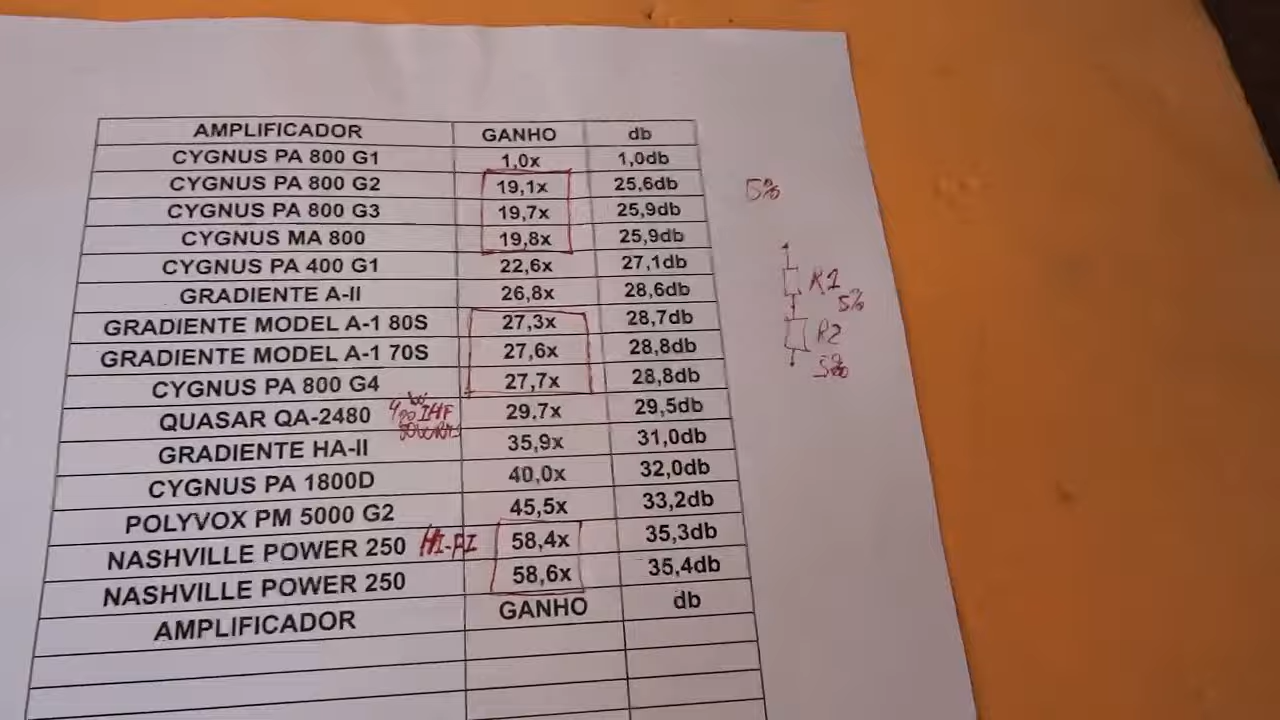 AMPLIFICADOR GANHO db
CYGNUS PA 800 G1 1,0x 1,0db
CYGNUS PA 800 G2 19,1x 25,6db
5%
CYGNUS PA 800 G3 19,7x 25,9db
CYGNUS MA 800 19,8x 25,9db
CYGNUS PA 400 G1 22,6x 27,1db
R1
GRADIENTE A-II 26,8x 28,6db
5%
GRADIENTE MODEL A-1 80S 27,3x 28,7db
R2
GRADIENTE MODEL A-1 70S 27,6x 28,8db
5%
CYGNUS PA 800 G4 27,7x 28,8db
QUASAR QA-2480 IHF 29,7x 29,5db
GRADIENTE HA-II 35,9x 31,0db
CYGNUS PA 1800D 40,0x 32,0db
POLYVOX PM 5000 G2 45,5x 33,2db
NASHVILLE POWER 250 HI-FI 58,4x 35,3db
NASHVILLE POWER 250 58,6x 35,4db
AMPLIFICADOR GANHO db